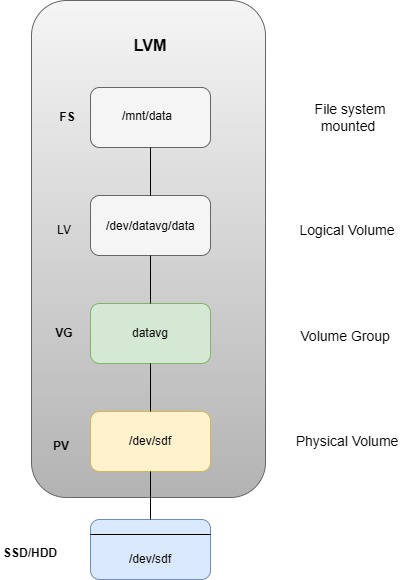 LVM
FS
/mnt/data
File system
mounted
LV
/dev/datavg/data
Logical Volume
VG
datavg
Volume Group
PV
/dev/sdf
Physical Volume
SSD/HDD
/dev/sdf